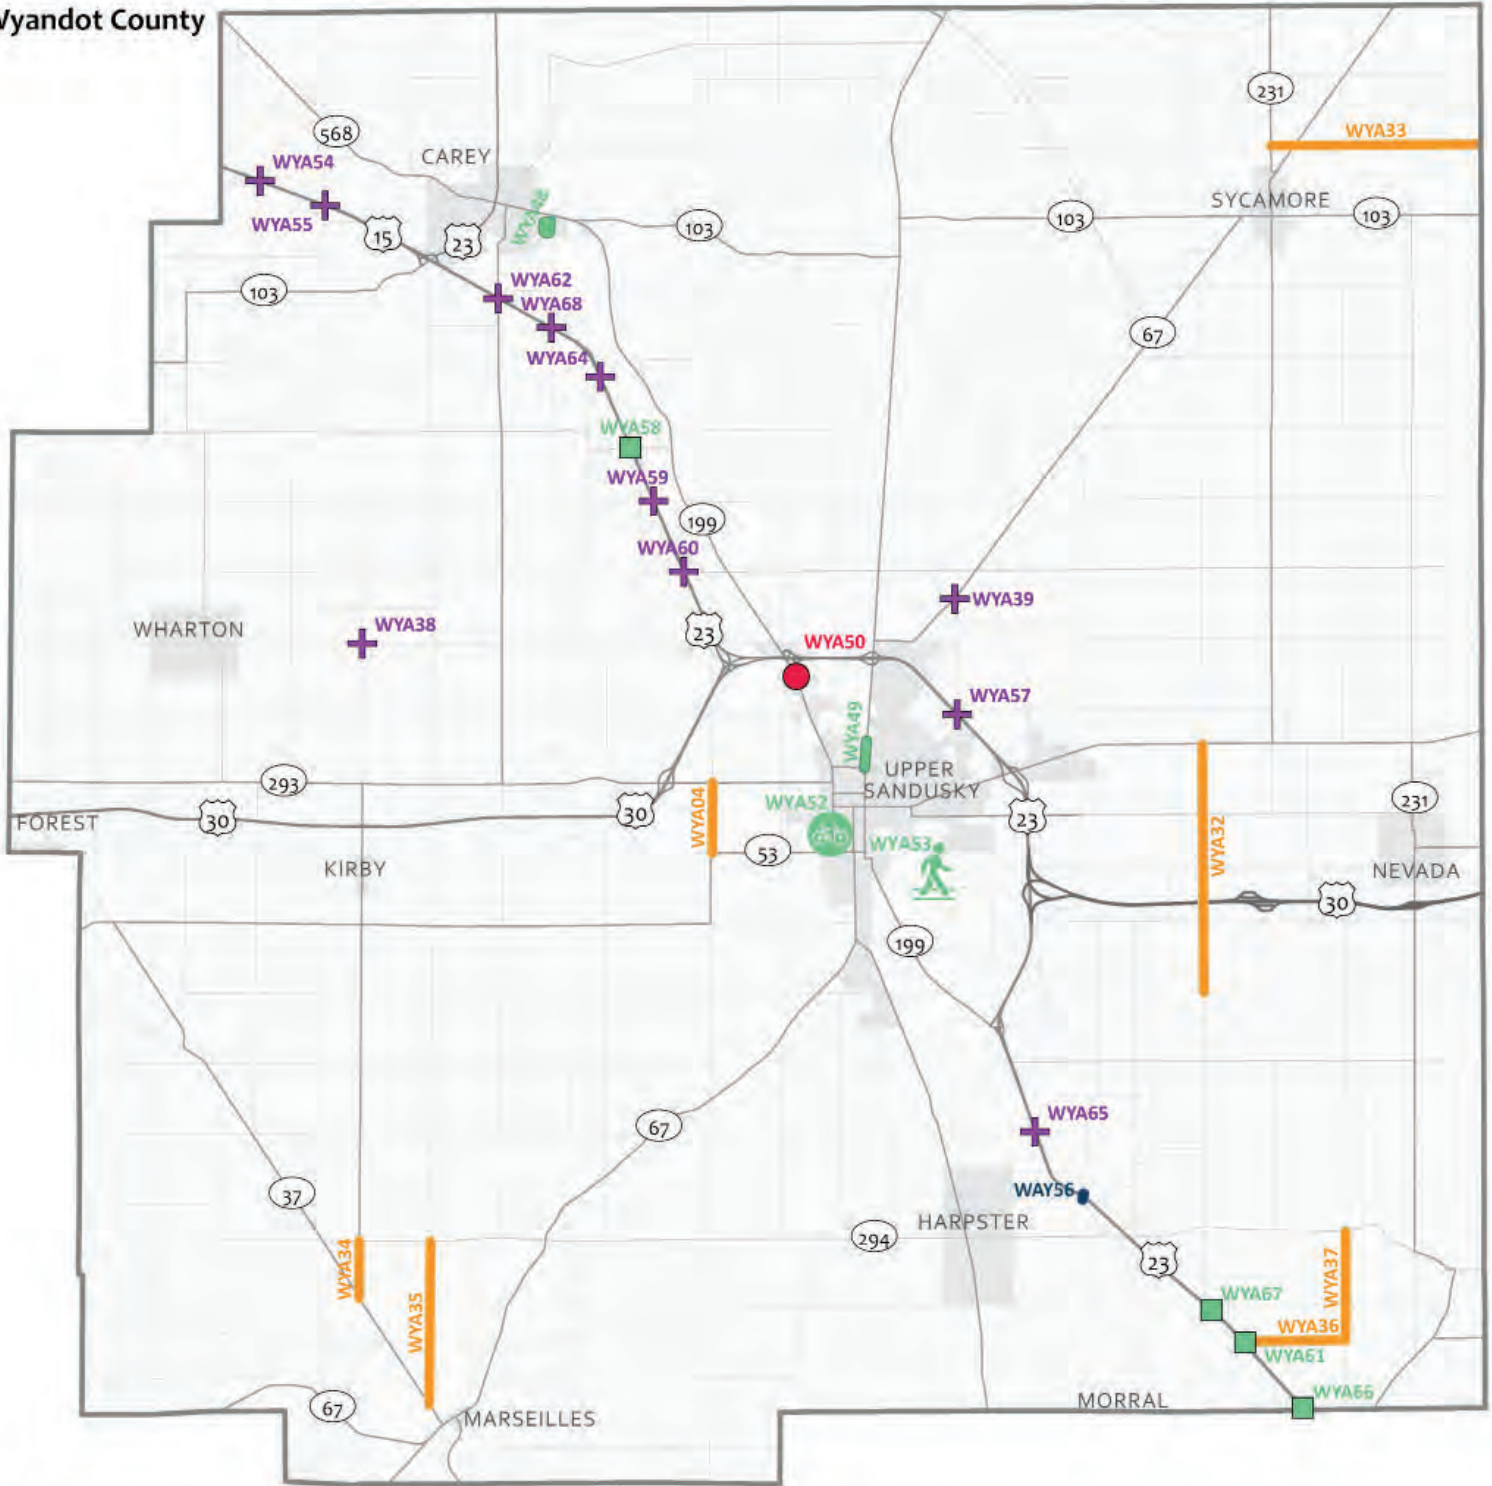 Wyandot County
231
WYA33
568
CAREY
WYA54
SYCAMORE
WYA48
WYA55
103
103
103
15
23
WYA62
103
WYA68
67
WYA64
WYA58
WYA59
199
WYA60
WYA39
WYA38
WHARTON
23
WYA50
WYA57
WYA49
UPPER
SANDUSKY
293
231
WYA04
WYA52
30
30
23
FOREST
WYA32
53
WYA53
KIRBY
NEVADA
30
199
WYA65
67
37
WAY56
HARPSTER
294
WYA34
23
WYA37
WYA67
WYA35
WYA36
WYA61
WYA66
MORRAL
67
MARSEILLES